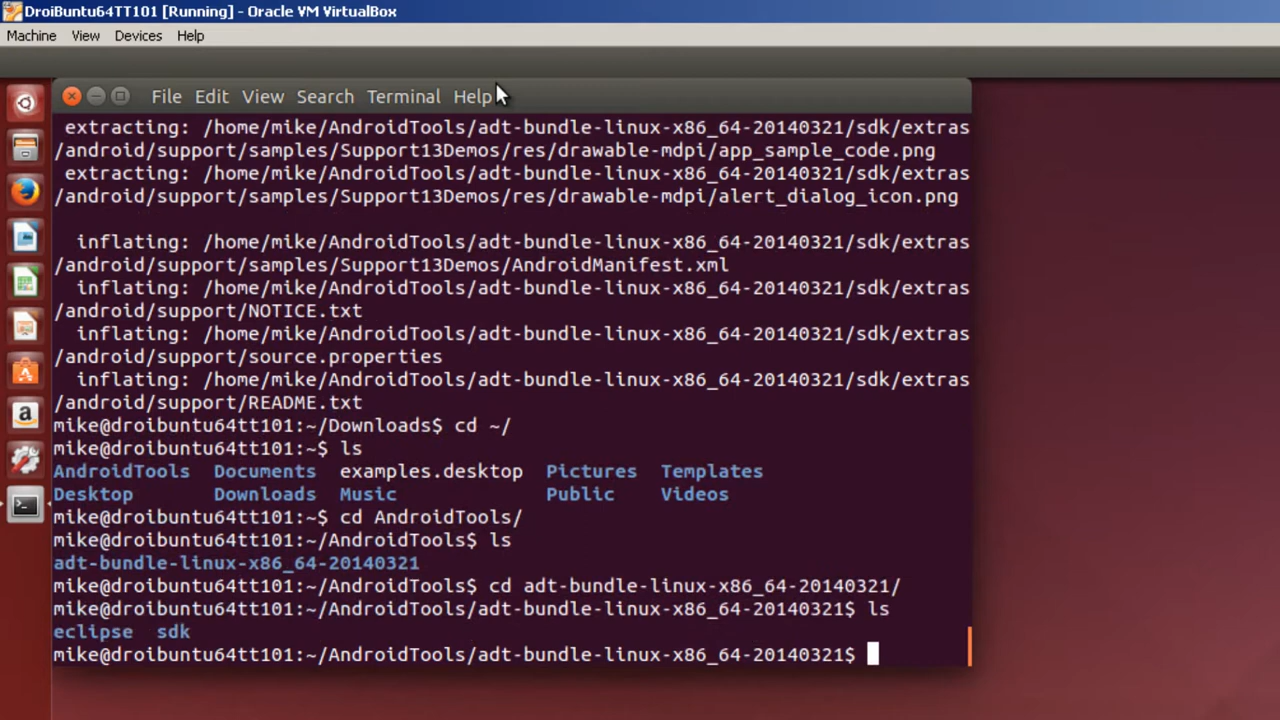 DroiBuntu64TT101 [Running] - Oracle VM VirtualBox
Machine View Devices Help
File Edit View Search Terminal Help
extracting: /home/mike/AndroidTools/adt-bundle-linux-x86_64-20140321/sdk/extras
/android/support/samples/Support13Demos/res/drawable-mdpi/app_sample_code.png
extracting: /home/mike/AndroidTools/adt-bundle-linux-x86_64-20140321/sdk/extras
/android/support/samples/Support13Demos/res/drawable-mdpi/alert_dialog_icon.png
inflating: /home/mike/AndroidTools/adt-bundle-linux-x86_64-20140321/sdk/extras
/android/support/samples/Support13Demos/AndroidManifest.xml
inflating: /home/mike/AndroidTools/adt-bundle-linux-x86_64-20140321/sdk/extras
/android/support/NOTICE.txt
inflating: /home/mike/AndroidTools/adt-bundle-linux-x86_64-20140321/sdk/extras
/android/support/source.properties
inflating: /home/mike/AndroidTools/adt-bundle-linux-x86_64-20140321/sdk/extras
/android/support/README.txt
mike@droibuntu64tt101:~/Downloads$ cd ~/
mike@droibuntu64tt101:~$ ls
AndroidTools Documents examples.desktop Pictures Templates
Desktop Downloads Music Public Videos
mike@droibuntu64tt101:~$ cd AndroidTools/
mike@droibuntu64tt101:~/AndroidTools$ ls
adt-bundle-linux-x86_64-20140321
mike@droibuntu64tt101:~/AndroidTools$ cd adt-bundle-linux-x86_64-20140321/
mike@droibuntu64tt101:~/AndroidTools/adt-bundle-linux-x86_64-20140321$ ls
eclipse sdk
mike@droibuntu64tt101:~/AndroidTools/adt-bundle-linux-x86_64-20140321$